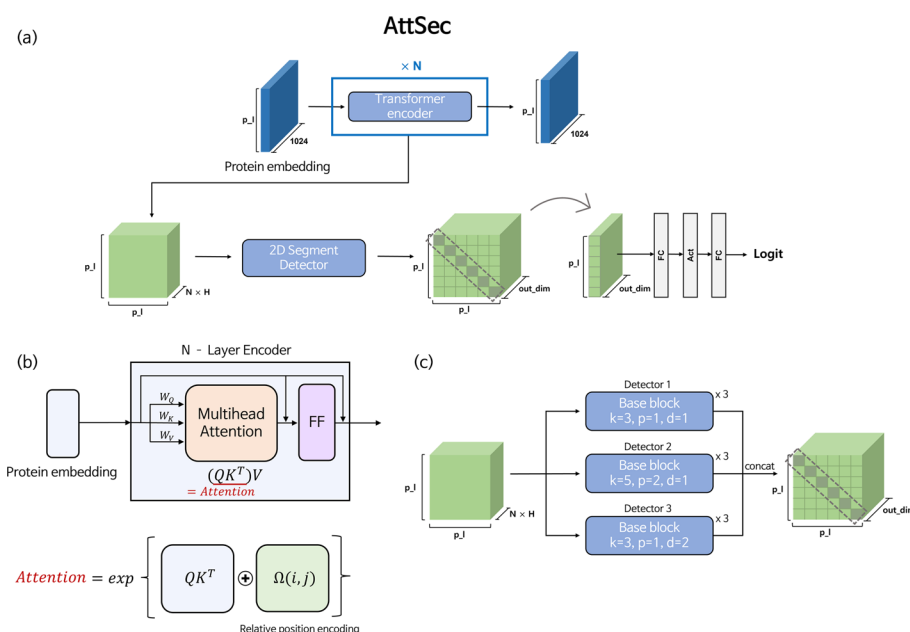 AttSec
(a)
× N
Transformer
encoder
p_l
1024
p_l
1024
Protein embedding
p_l
N × H
p_l
2D Segment
Detector
p_l
out_dim
p_l
p_l
out_dim
FC
Act
FC
Logit
(b)
N - Layer Encoder
W_Q
W_K
W_V
Multihead
Attention
FF
Protein embedding
(QK^T)V
= Attention
Attention = exp { QK^T ⊕ Ω(i,j) }
Relative position encoding
(c)
Detector 1
Base block
k=3, p=1, d=1
x 3
Detector 2
Base block
k=5, p=2, d=1
x 3
Detector 3
Base block
k=3, p=1, d=2
x 3
p_l
N × H
p_l
concat
p_l
out_dim
p_l